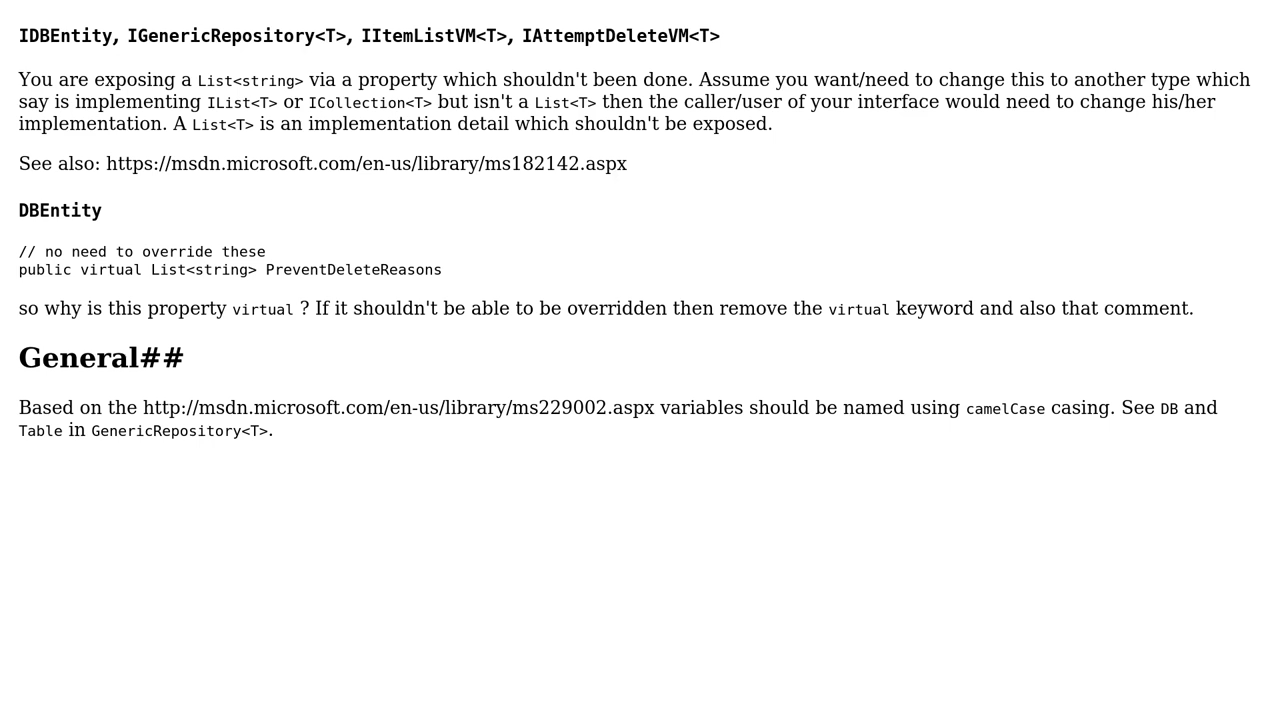 IDBEntity, IGenericRepository<T>, IItemListVM<T>, IAttemptDeleteVM<T>
You are exposing a List<string> via a property which shouldn't been done. Assume you want/need to change this to another type which
say is implementing IList<T> or ICollection<T> but isn't a List<T> then the caller/user of your interface would need to change his/her
implementation. A List<T> is an implementation detail which shouldn't be exposed.
See also: https://msdn.microsoft.com/en-us/library/ms182142.aspx
DBEntity
// no need to override these
public virtual List<string> PreventDeleteReasons
so why is this property virtual ? If it shouldn't be able to be overridden then remove the virtual keyword and also that comment.
General##
Based on the http://msdn.microsoft.com/en-us/library/ms229002.aspx variables should be named using camelCase casing. See DB and
Table in GenericRepository<T>.